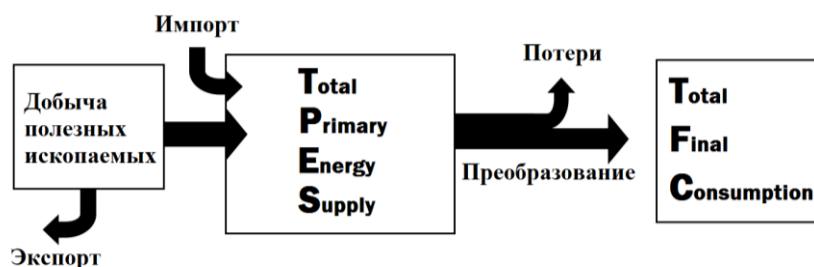 Импорт
Добыча
полезных
ископаемых
Экспорт
Total
Primary
Energy
Supply
Потери
Преобразование
Total
Final
Consumption